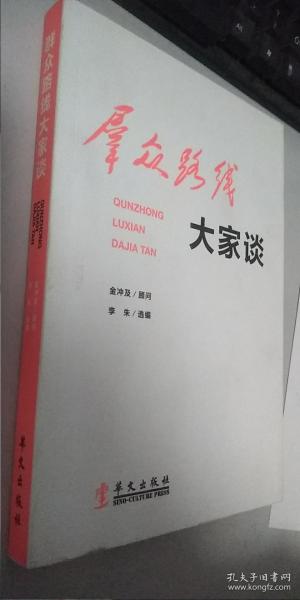 群众路线
QUNZHONG
LUXIAN
DAJIA TAN
大家谈
金冲及/顾问
李 朱/选编
华文出版社
SINO-CULTURE PRESS
群众路线大家谈
华文出版社
孔夫子旧书网